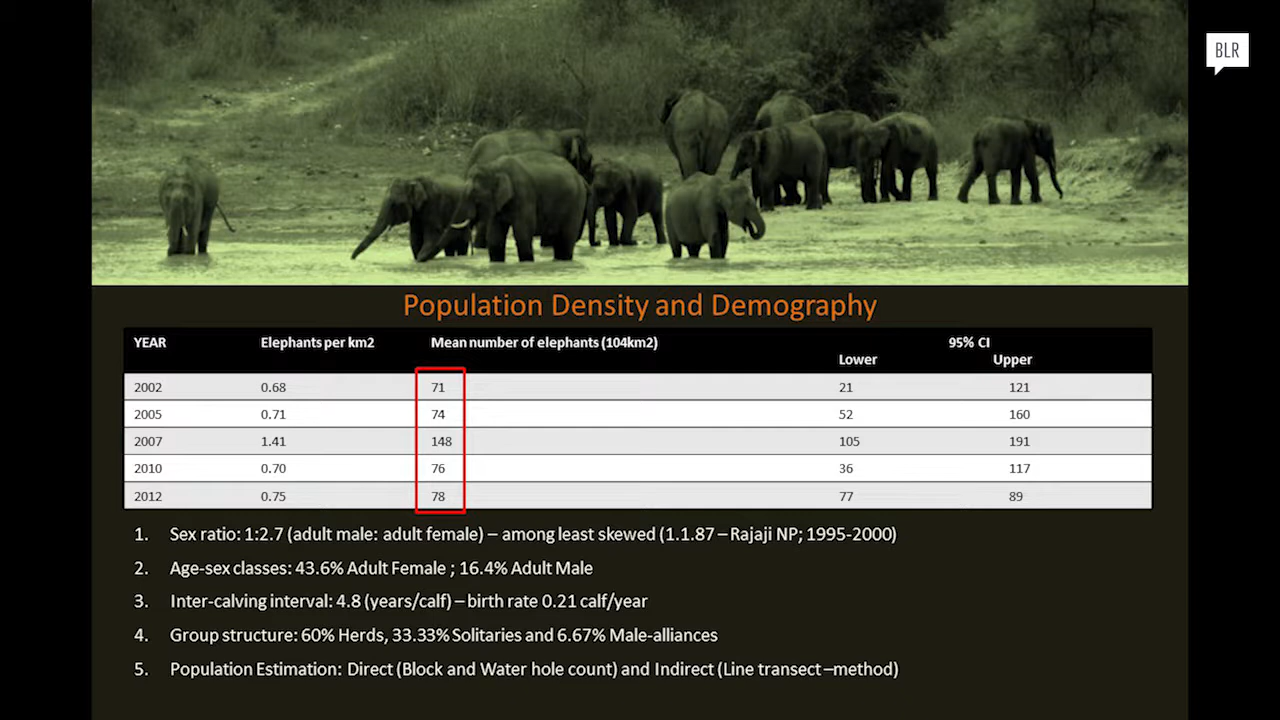 BLR
Population Density and Demography
YEAR Elephants per km2 Mean number of elephants (104km2) 95% CI
Lower Upper
2002 0.68 71 21 121
2005 0.71 74 52 160
2007 1.41 148 105 191
2010 0.70 76 36 117
2012 0.75 78 77 89
1. Sex ratio: 1:2.7 (adult male: adult female) – among least skewed (1.1.87 – Rajaji NP; 1995-2000)
2. Age-sex classes: 43.6% Adult Female ; 16.4% Adult Male
3. Inter-calving interval: 4.8 (years/calf) – birth rate 0.21 calf/year
4. Group structure: 60% Herds, 33.33% Solitaries and 6.67% Male-alliances
5. Population Estimation: Direct (Block and Water hole count) and Indirect (Line transect –method)